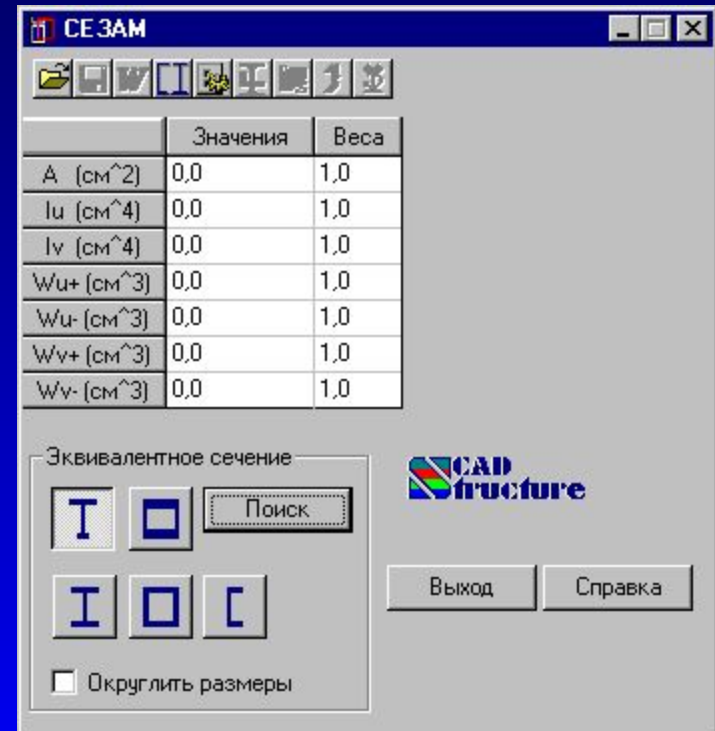 СЕЗАМ
Значения Веса
A (см^2) 0,0 1,0
Iu (см^4) 0,0 1,0
Iv (см^4) 0,0 1,0
Wu+ (см^3) 0,0 1,0
Wu- (см^3) 0,0 1,0
Wv+ (см^3) 0,0 1,0
Wv- (см^3) 0,0 1,0
Эквивалентное сечение
Поиск
SCAD
Structure
Выход Справка
Округлить размеры